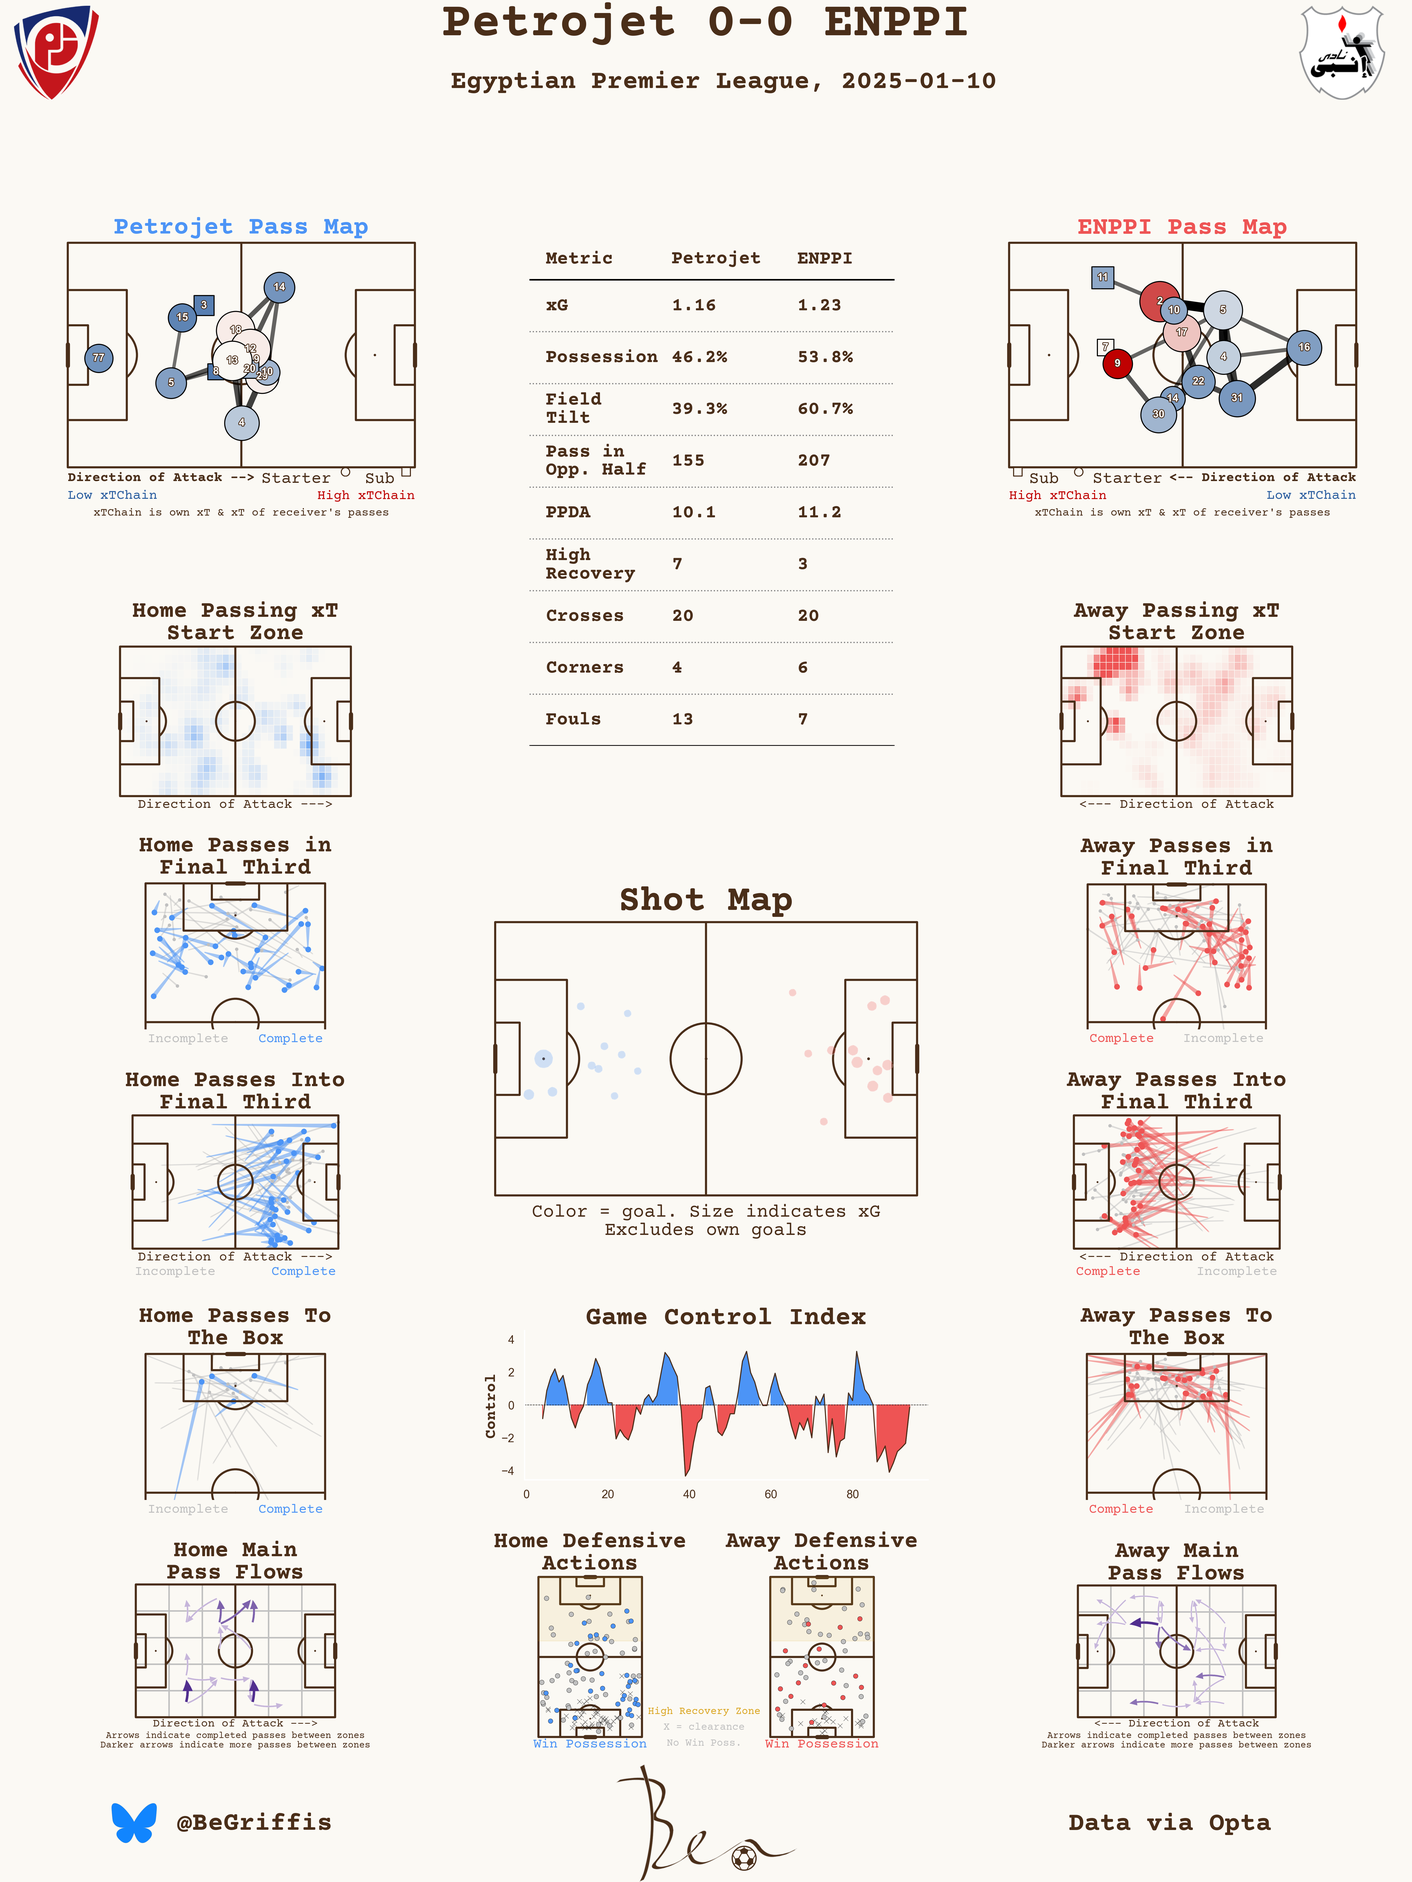 Petrojet 0-0 ENPPI
Egyptian Premier League, 2025-01-10
نادى
إنبى
Petrojet Pass Map
77
15
3
5
14
18
12
9
13
8
20
10
4
Direction of Attack --> Starter Sub
Low xTChain High xTChain
xTChain is own xT & xT of receiver's passes
Metric Petrojet ENPPI
xG 1.16 1.23
Possession 46.2% 53.8%
Field
Tilt 39.3% 60.7%
Pass in
Opp. Half 155 207
PPDA 10.1 11.2
High
Recovery 7 3
Crosses 20 20
Corners 4 6
Fouls 13 7
ENPPI Pass Map
11
2
10
5
17
7
9
4
16
22
14
30
31
Sub Starter <-- Direction of Attack
High xTChain Low xTChain
xTChain is own xT & xT of receiver's passes
Home Passing xT
Start Zone
Direction of Attack --->
Away Passing xT
Start Zone
<--- Direction of Attack
Home Passes in
Final Third
Incomplete Complete
Away Passes in
Final Third
Complete Incomplete
Shot Map
Color = goal. Size indicates xG
Excludes own goals
Home Passes Into
Final Third
Direction of Attack --->
Incomplete Complete
Away Passes Into
Final Third
<--- Direction of Attack
Complete Incomplete
Home Passes To
The Box
Incomplete Complete
Game Control Index
Control
4
2
0
−2
−4
0 20 40 60 80
Away Passes To
The Box
Complete Incomplete
Home Main
Pass Flows
Direction of Attack --->
Arrows indicate completed passes between zones
Darker arrows indicate more passes between zones
Home Defensive
Actions
Win Possession
Away Defensive
Actions
Win Possession
High Recovery Zone
X = clearance
No Win Poss.
Away Main
Pass Flows
<--- Direction of Attack
Arrows indicate completed passes between zones
Darker arrows indicate more passes between zones
@BeGriffis
Ben
Data via Opta